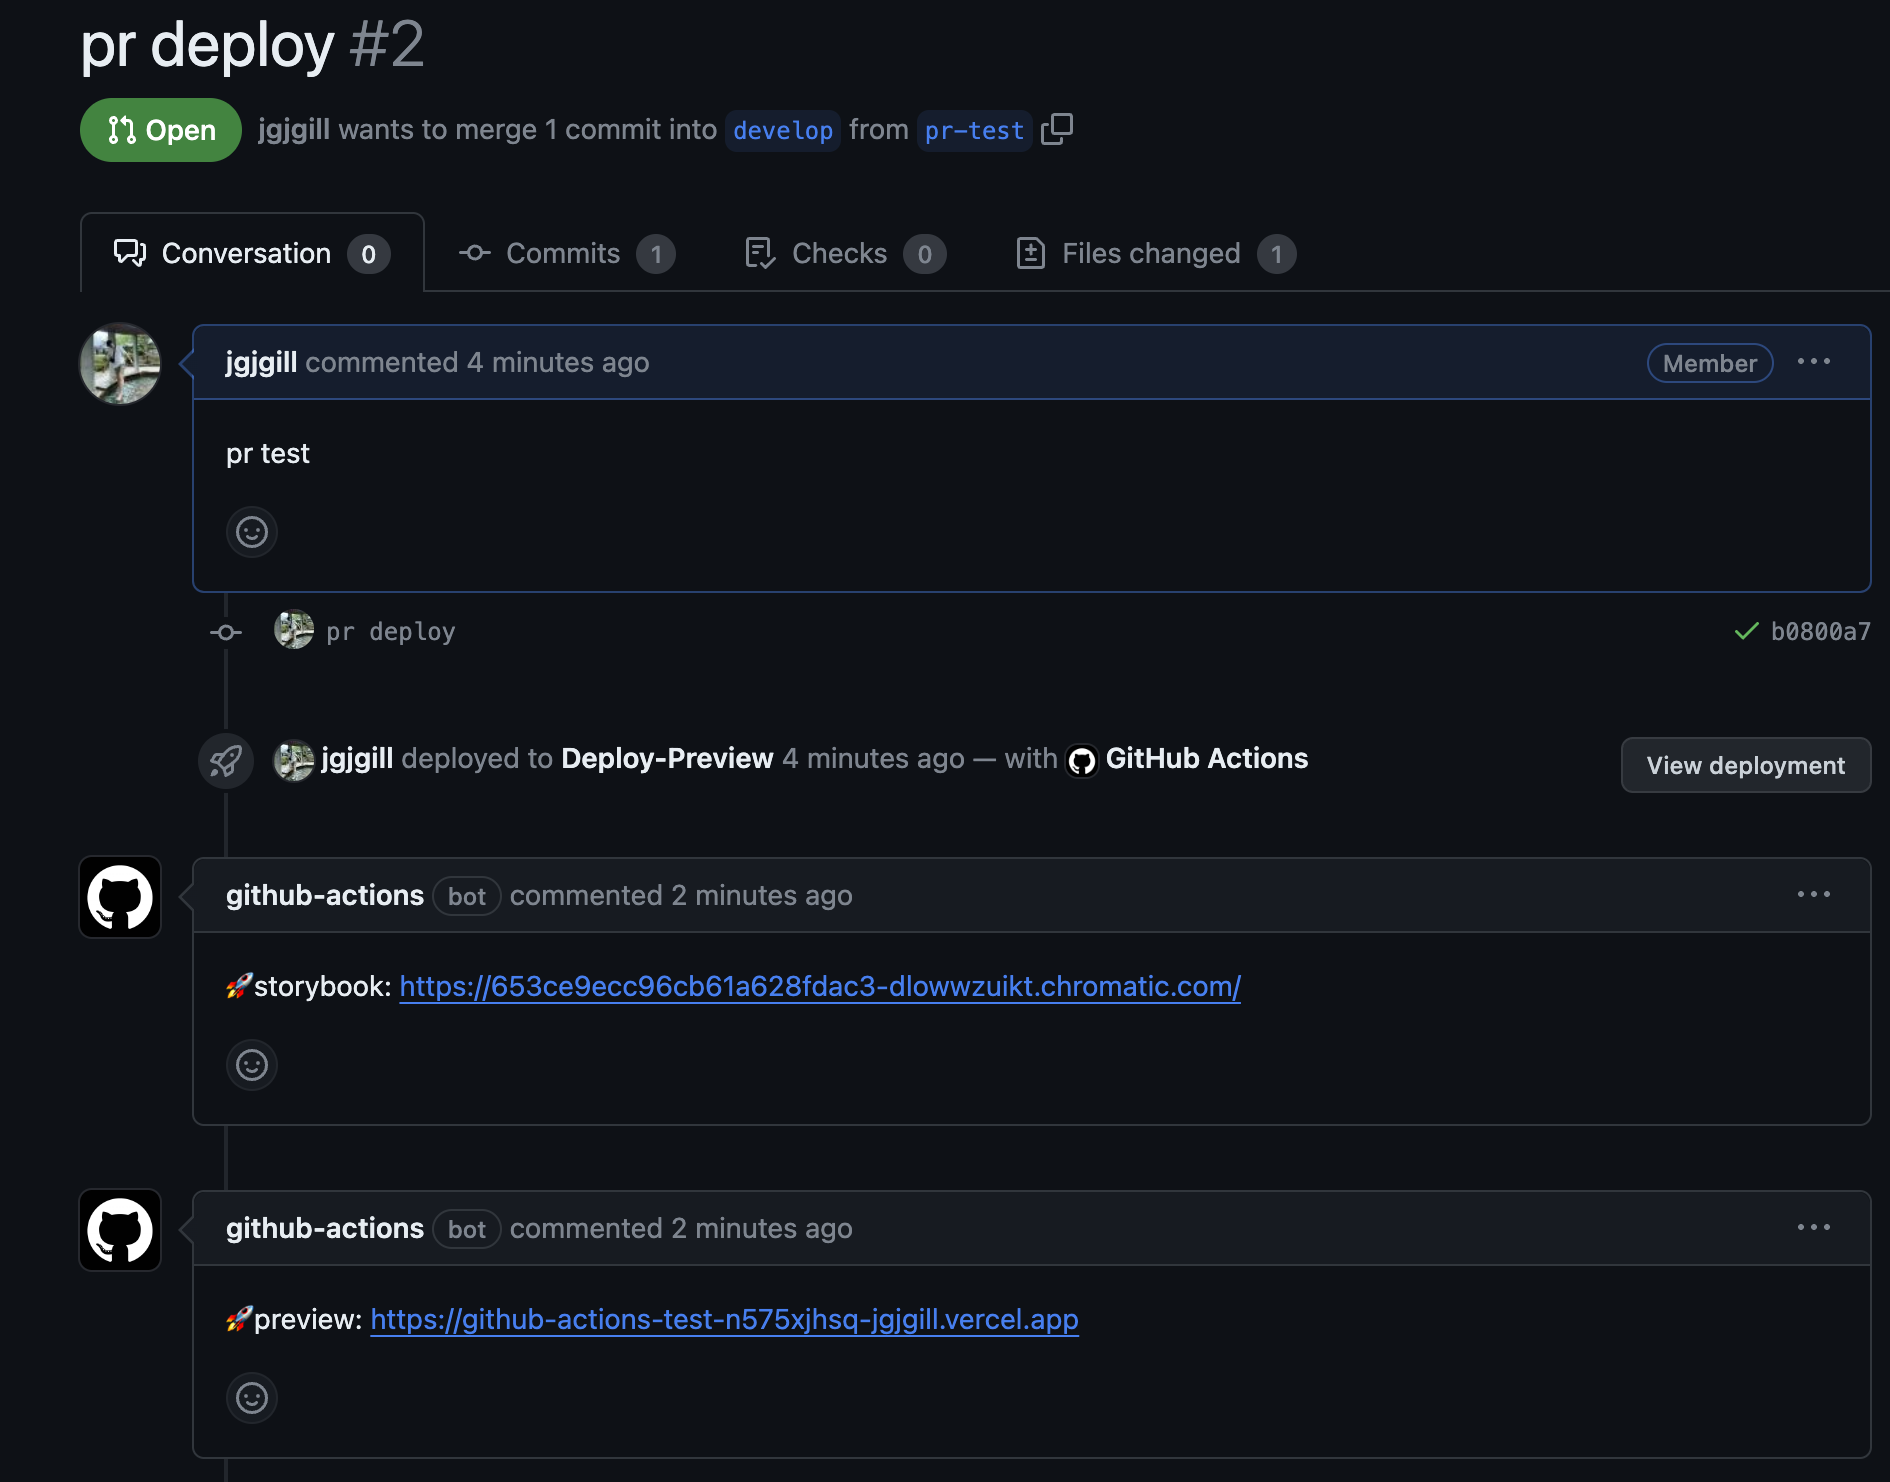 pr deploy #2
Open jgjgill wants to merge 1 commit into develop from pr-test
Conversation 0 Commits 1 Checks 0 Files changed 1
jgjgill commented 4 minutes ago Member
pr test
pr deploy b0800a7
jgjgill deployed to Deploy-Preview 4 minutes ago — with GitHub Actions View deployment
github-actions bot commented 2 minutes ago
🚀storybook: https://653ce9ecc96cb61a628fdac3-dlowwzuikt.chromatic.com/
github-actions bot commented 2 minutes ago
🚀preview: https://github-actions-test-n575xjhsq-jgjgill.vercel.app